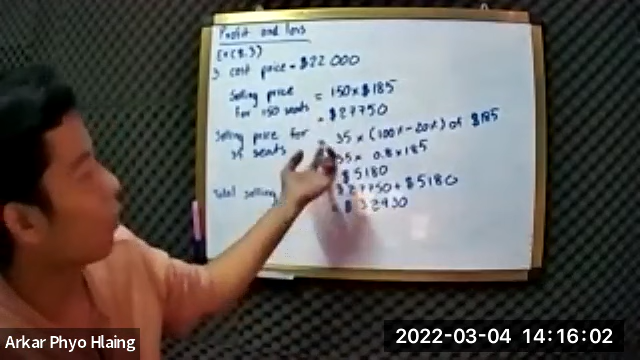 Profit and loss
Ex(8.3)
3 cost price = $22 000
Selling price
for 150 seats = 150 x $185
= $27750
Selling price for
35 seats = 35 x (100% - 20%) of $185
35 x 0.8 x 185
$5180
Total selling $27750 + $5180
= $32930
Arkar Phyo Hlaing
2022-03-04 14:16:02